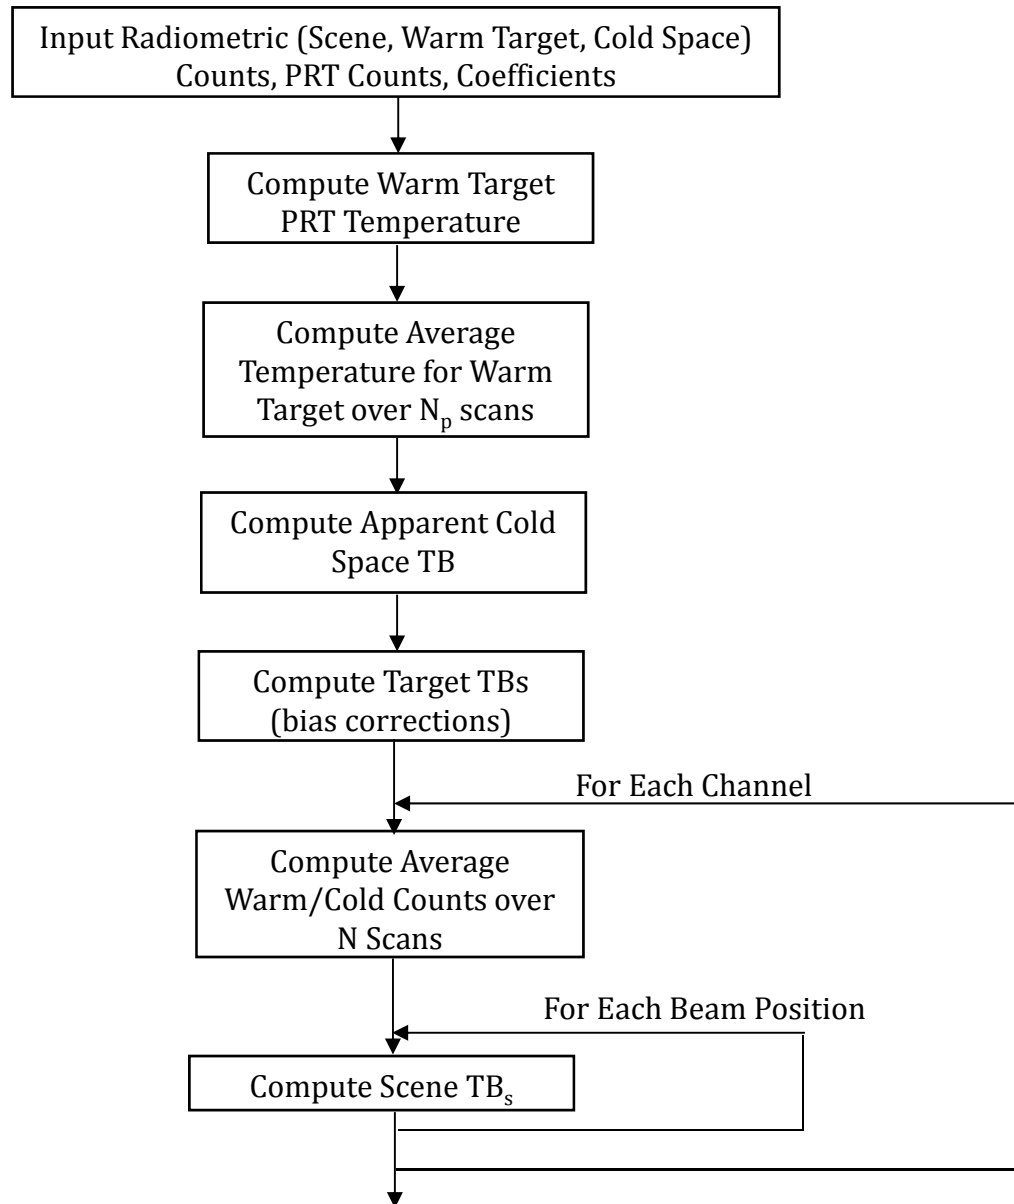 Input Radiometric (Scene, Warm Target, Cold Space)
Counts, PRT Counts, Coefficients
Compute Warm Target
PRT Temperature
Compute Average
Temperature for Warm
Target over Nₚ scans
Compute Apparent Cold
Space TB
Compute Target TBs
(bias corrections)
For Each Channel
Compute Average
Warm/Cold Counts over
N Scans
For Each Beam Position
Compute Scene TBₛ